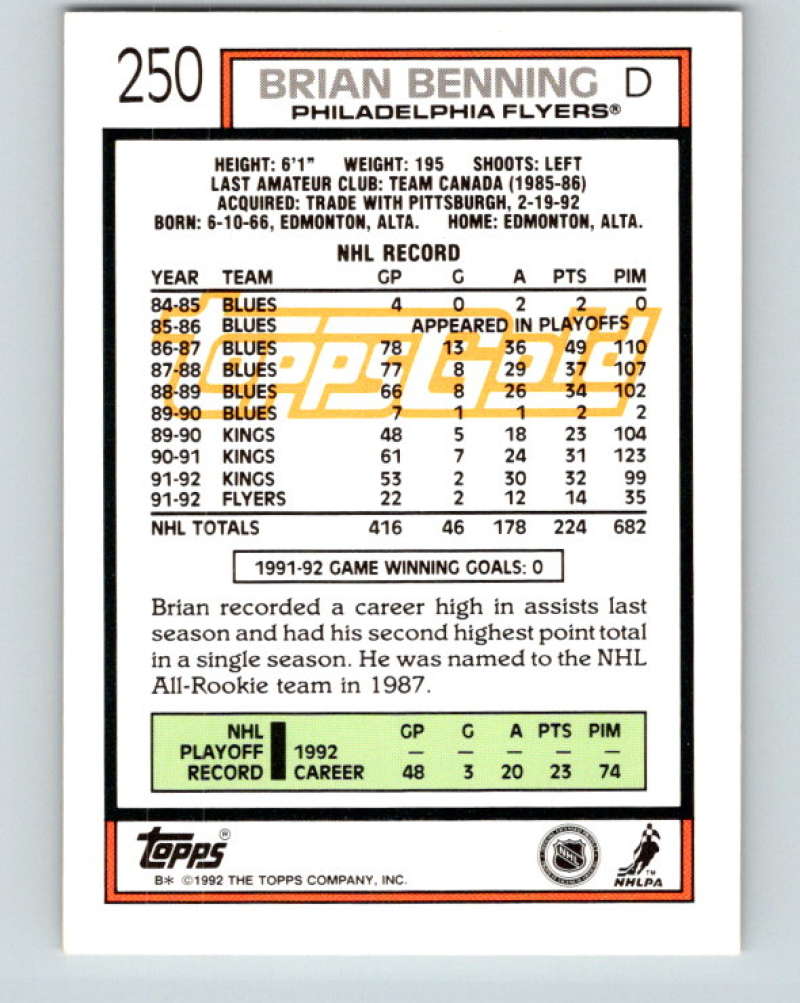 250
BRIAN BENNING D
PHILADELPHIA FLYERS®
HEIGHT: 6'1" WEIGHT: 195 SHOOTS: LEFT
LAST AMATEUR CLUB: TEAM CANADA (1985-86)
ACQUIRED: TRADE WITH PITTSBURGH, 2-19-92
BORN: 6-10-66, EDMONTON, ALTA. HOME: EDMONTON, ALTA.
NHL RECORD
YEAR TEAM GP G A PTS PIM
84-85 BLUES 4 0 2 2 0
85-86 BLUES APPEARED IN PLAYOFFS
86-87 BLUES 78 13 36 49 110
87-88 BLUES 77 8 29 37 107
88-89 BLUES 66 8 26 34 102
89-90 BLUES 7 1 1 2 2
89-90 KINGS 48 5 18 23 104
90-91 KINGS 61 7 24 31 123
91-92 KINGS 53 2 30 32 99
91-92 FLYERS 22 2 12 14 35
NHL TOTALS 416 46 178 224 682
Topps Gold
1991-92 GAME WINNING GOALS: 0
Brian recorded a career high in assists last
season and had his second highest point total
in a single season. He was named to the NHL
All-Rookie team in 1987.
NHL GP G A PTS PIM
PLAYOFF 1992 — — — — —
RECORD CAREER 48 3 20 23 74
TOPPS®
B* ©1992 THE TOPPS COMPANY, INC.
NHL
NHLPA™